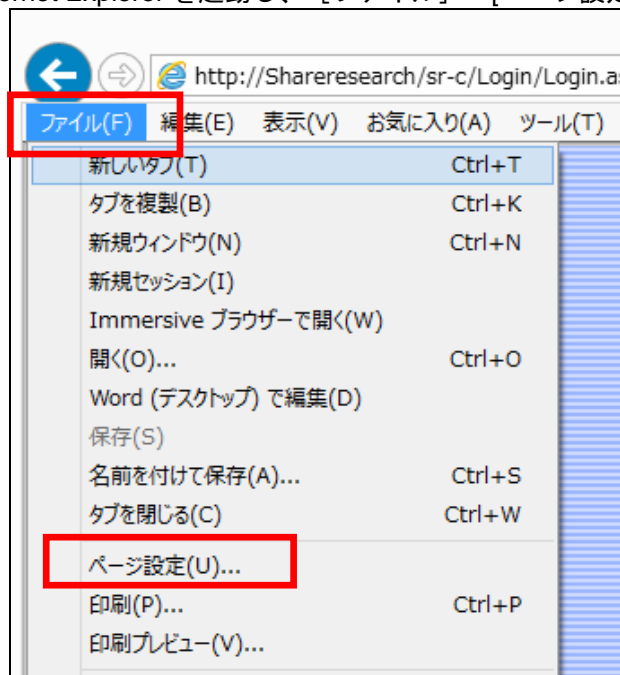 http://Shareresearch/sr-c/Login/Login.a
ファイル(F) 編集(E) 表示(V) お気に入り(A) ツール(T)
新しいタブ(T) Ctrl+T
タブを複製(B) Ctrl+K
新規ウィンドウ(N) Ctrl+N
新規セッション(I)
Immersive ブラウザーで開く(W)
開く(O)... Ctrl+O
Word (デスクトップ) で編集(D)
保存(S)
名前を付けて保存(A)... Ctrl+S
タブを閉じる(C) Ctrl+W
ページ設定(U)...
印刷(P)... Ctrl+P
印刷プレビュー(V)...